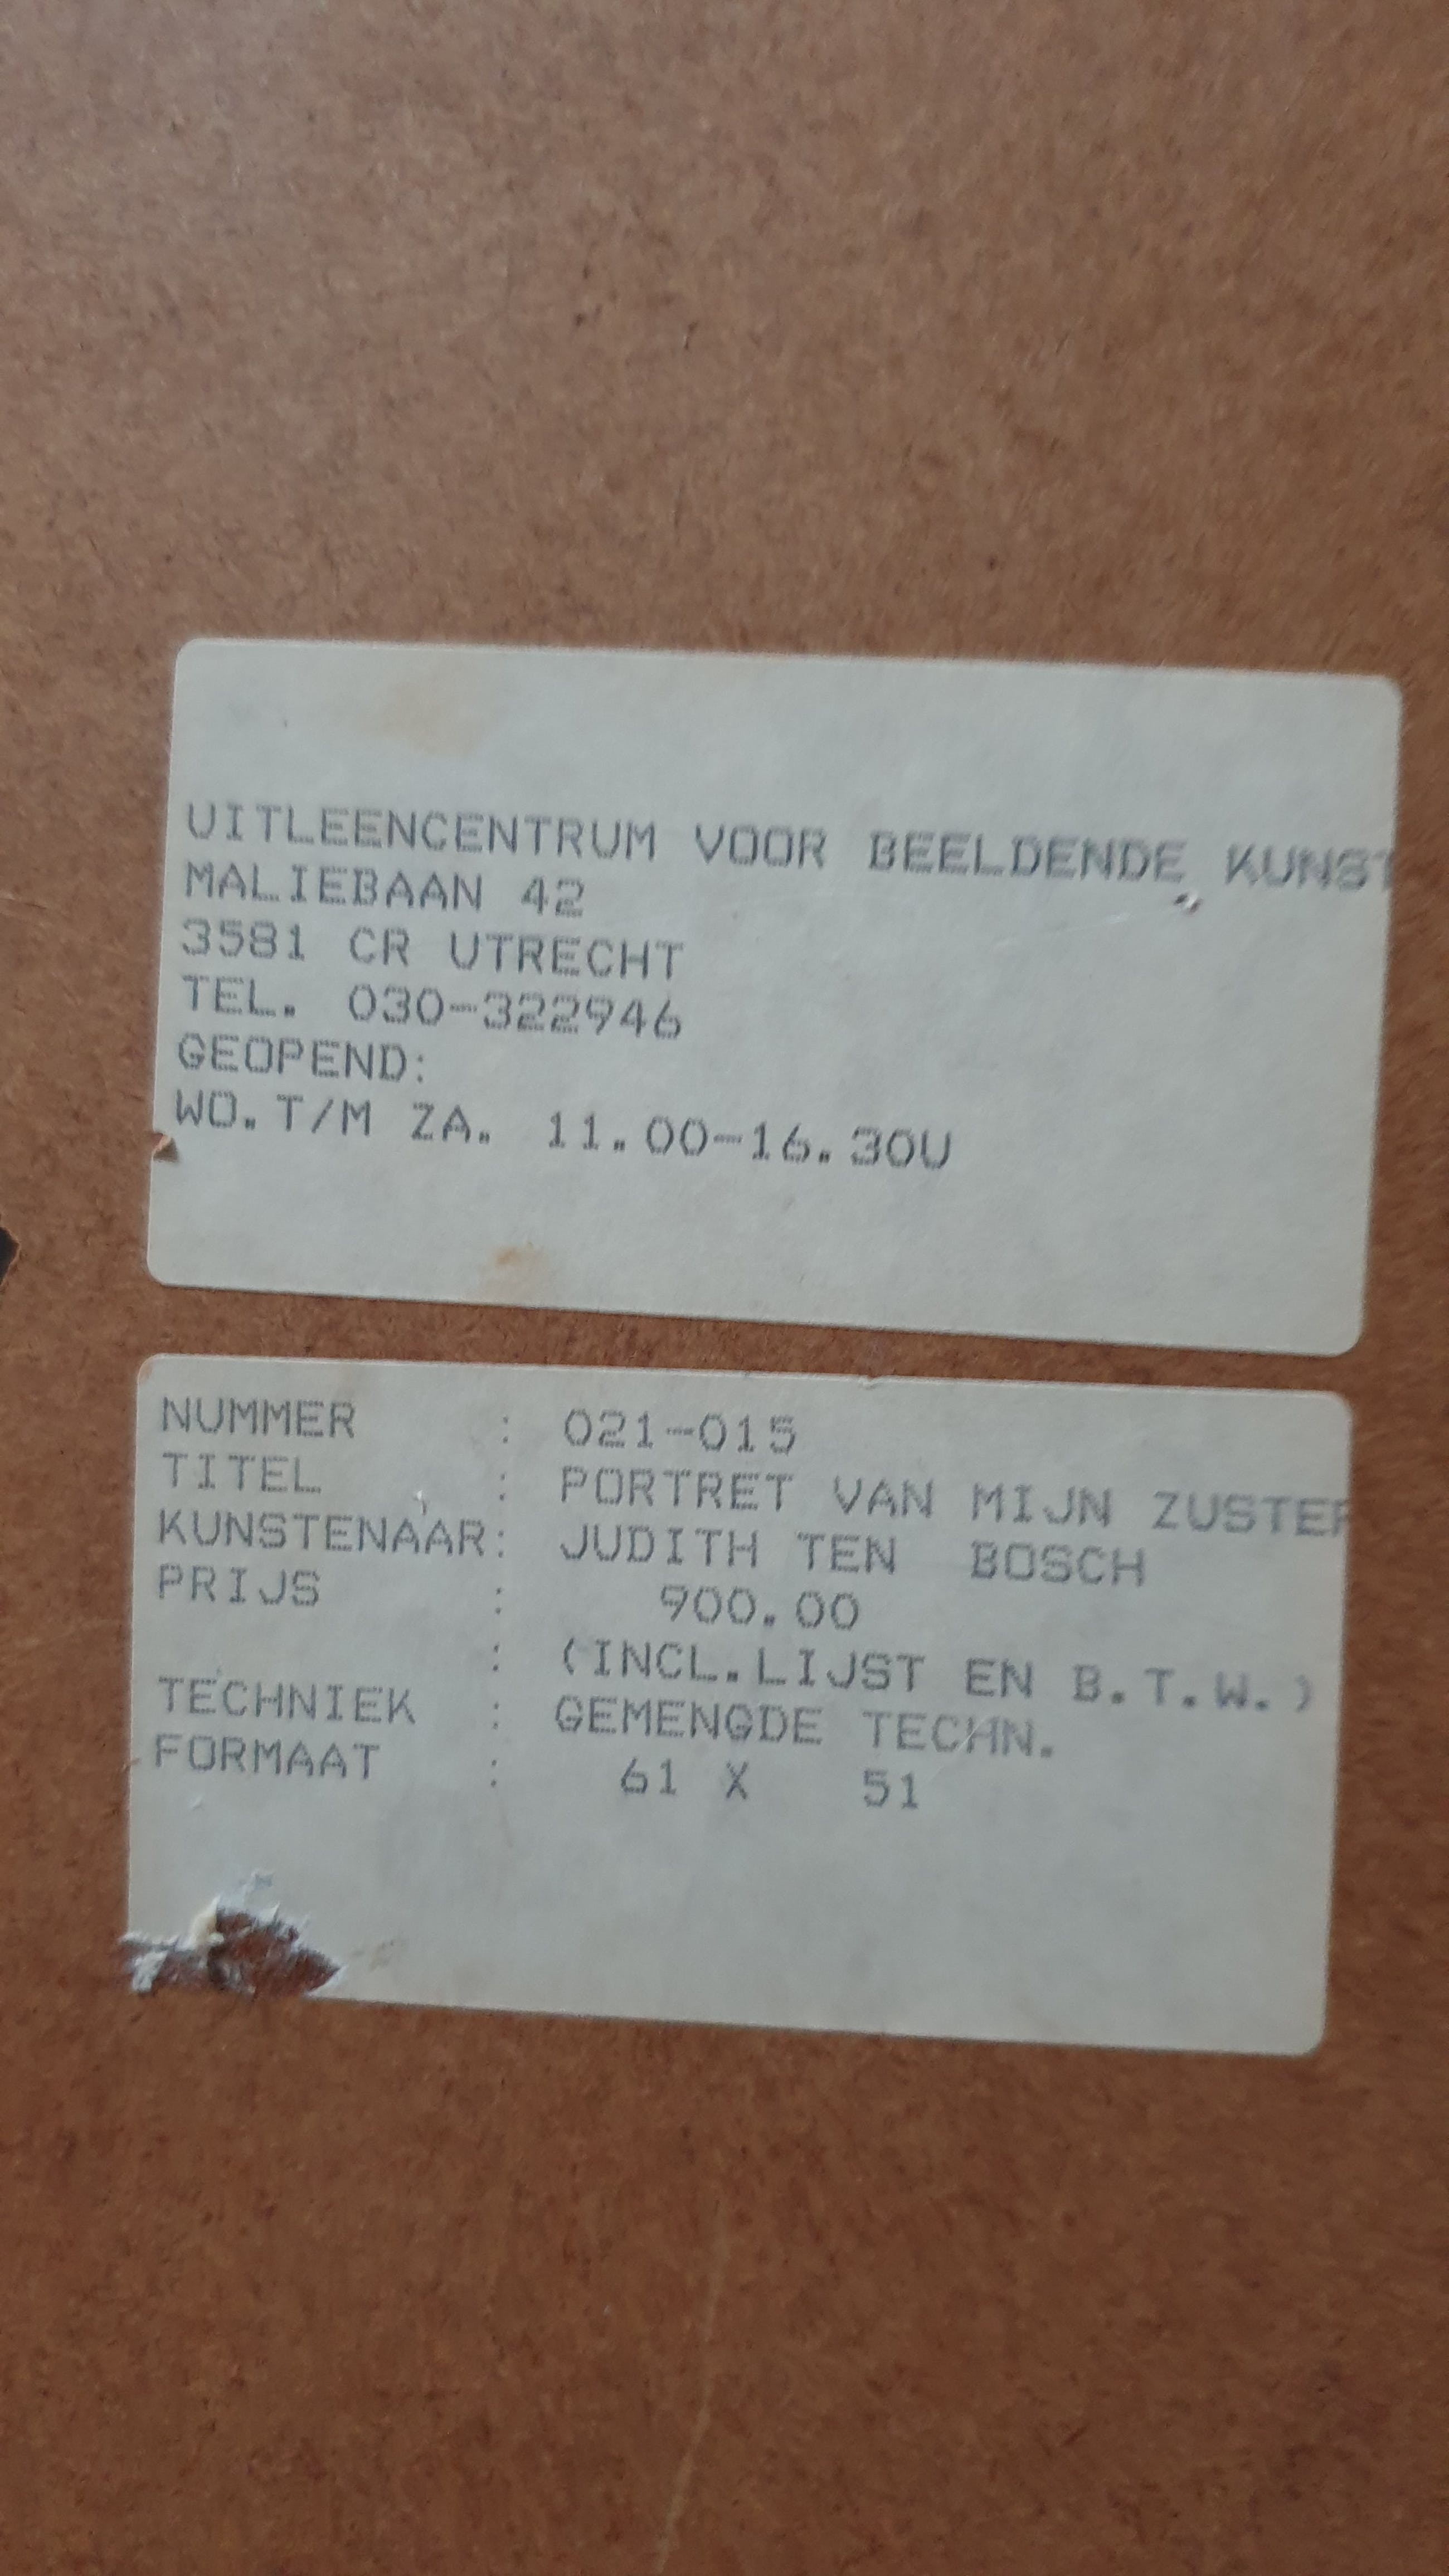 UITLEENCENTRUM VOOR BEELDENDE KUNST
MALIEBAAN 42
3581 CR UTRECHT
TEL. 030-322946
GEOPEND:
WO.T/M ZA. 11.00-16.30U
NUMMER : 021-015
TITEL : PORTRET VAN MIJN ZUSTER
KUNSTENAAR: JUDITH TEN BOSCH
PRIJS : 900.00
: (INCL.LIJST EN B.T.W.)
TECHNIEK : GEMENGDE TECHN.
FORMAAT : 61 X 51